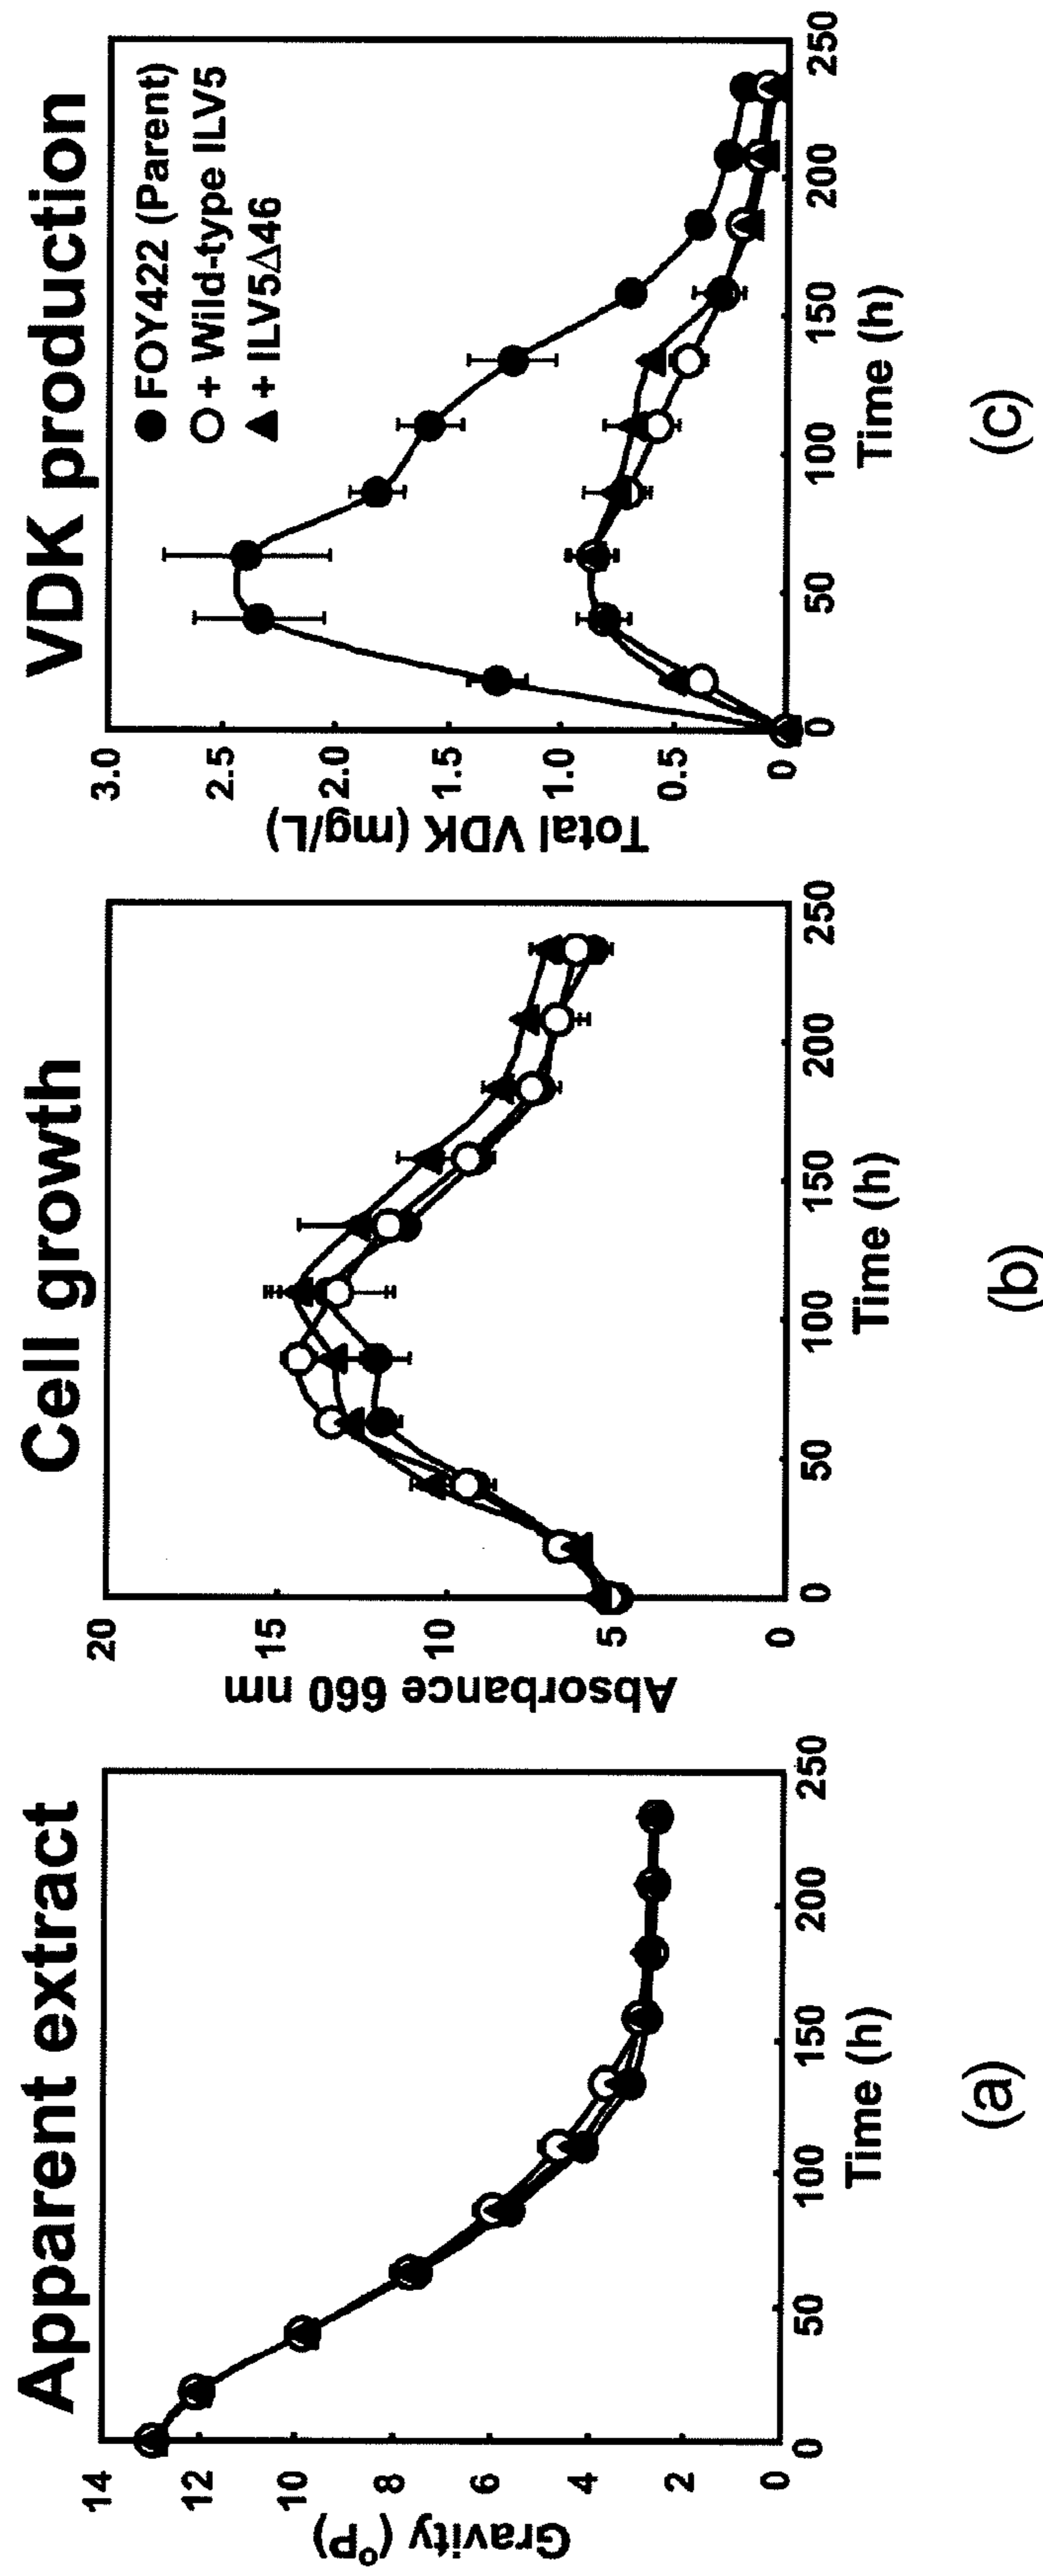 Apparent extract
14
12
10
8
6
4
2
0
Gravity (°P)
0
50
100
150
200
250
Time (h)
(a)
Cell growth
20
15
10
5
0
Absorbance 660 nm
0
50
100
150
200
250
Time (h)
(b)
VDK production
3.0
2.5
2.0
1.5
1.0
0.5
0
Total VDK (mg/L)
FOY422 (Parent)
+ Wild-type ILV5
+ ILV5Δ46
0
50
100
150
200
250
Time (h)
(c)